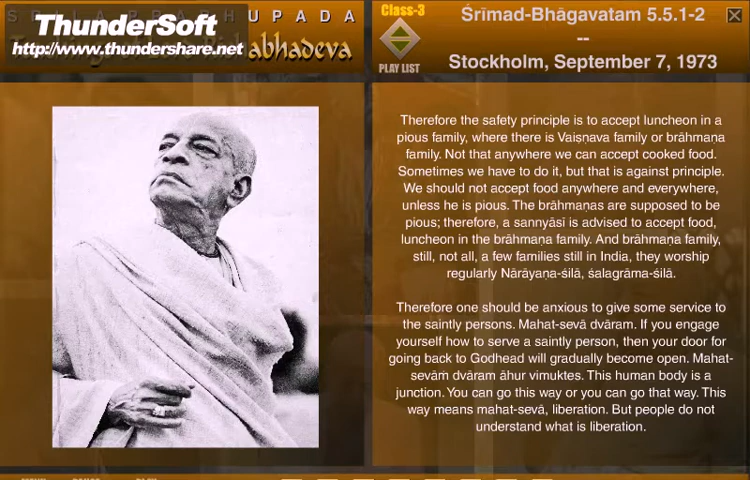 UPADA
ThunderSoft
http://www.thundershare.net
abhadeva
Class-3
PLAY LIST
Śrīmad-Bhāgavatam 5.5.1-2
--
Stockholm, September 7, 1973
Therefore the safety principle is to accept luncheon in a
pious family, where there is Vaiṣṇava family or brāhmaṇa
family. Not that anywhere we can accept cooked food.
Sometimes we have to do it, but that is against principle.
We should not accept food anywhere and everywhere,
unless he is pious. The brāhmaṇas are supposed to be
pious; therefore, a sannyāsī is advised to accept food,
luncheon in the brāhmaṇa family. And brāhmaṇa family,
still, not all, a few families still in India, they worship
regularly Nārāyaṇa-śilā, śalagrāma-śilā.
Therefore one should be anxious to give some service to
the saintly persons. Mahat-sevā dvāram. If you engage
yourself how to serve a saintly person, then your door for
going back to Godhead will gradually become open. Mahat-
sevāṁ dvāram āhur vimuktes. This human body is a
junction. You can go this way or you can go that way. This
way means mahat-sevā, liberation. But people do not
understand what is liberation.